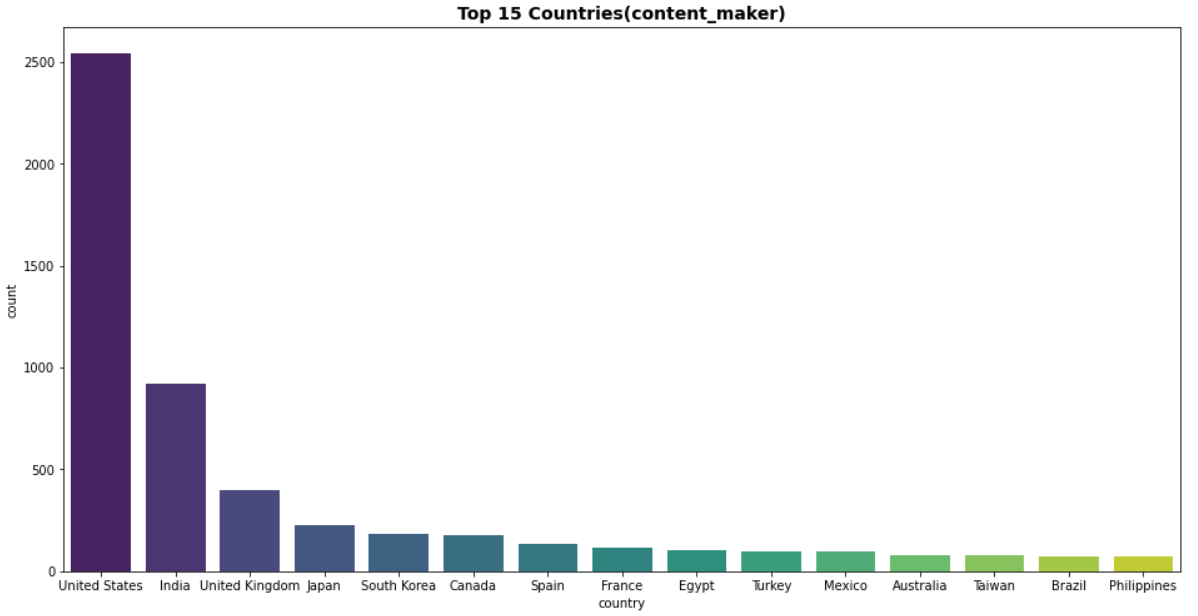 Top 15 Countries(content_maker)
2500
2000
1500
1000
500
0
count
United States India United Kingdom Japan South Korea Canada Spain France Egypt Turkey Mexico Australia Taiwan Brazil Philippines
country